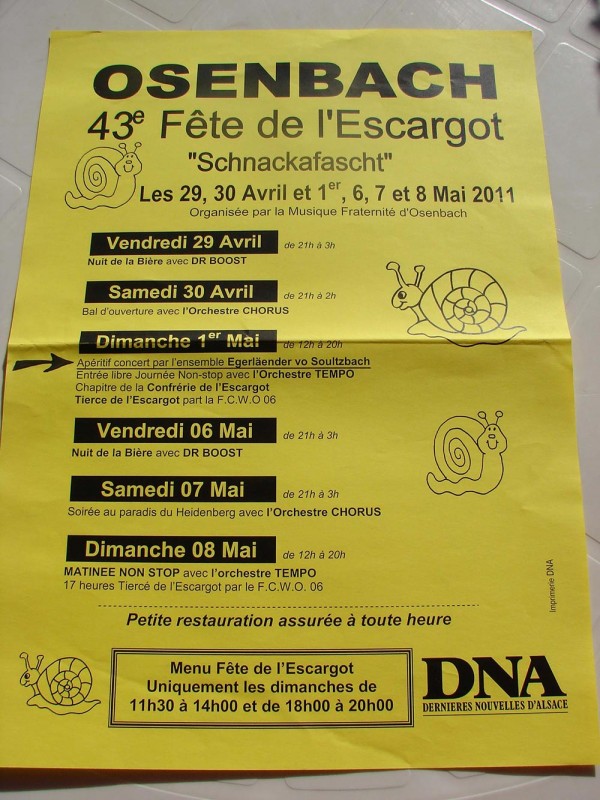 OSENBACH
43e Fête de l'Escargot
"Schnackafascht"
Les 29, 30 Avril et 1er, 6, 7 et 8 Mai 2011
Organisée par la Musique Fraternité d'Osenbach
Vendredi 29 Avril de 21h à 3h
Nuit de la Bière avec DR BOOST
Samedi 30 Avril de 21h à 2h
Bal d'ouverture avec l'Orchestre CHORUS
Dimanche 1er Mai de 12h à 20h
Apéritif concert par l'ensemble Egerläender vo Soultzbach
Entrée libre Journée Non-stop avec l'Orchestre TEMPO
Chapitre de la Confrérie de l'Escargot
Tierce de l'Escargot part la F.C.W.O 06
Vendredi 06 Mai de 21h à 3h
Nuit de la Bière avec DR BOOST
Samedi 07 Mai de 21h à 3h
Soirée au paradis du Heidenberg avec l'Orchestre CHORUS
Dimanche 08 Mai de 12h à 20h
MATINEE NON STOP avec l'orchestre TEMPO
17 heures Tiercé de l'Escargot par le F.C.W.O. 06
Imprimerie DNA
Petite restauration assurée à toute heure
Menu Fête de l'Escargot
Uniquement les dimanches de
11h30 à 14h00 et de 18h00 à 20h00
DNA
DERNIERES NOUVELLES D'ALSACE